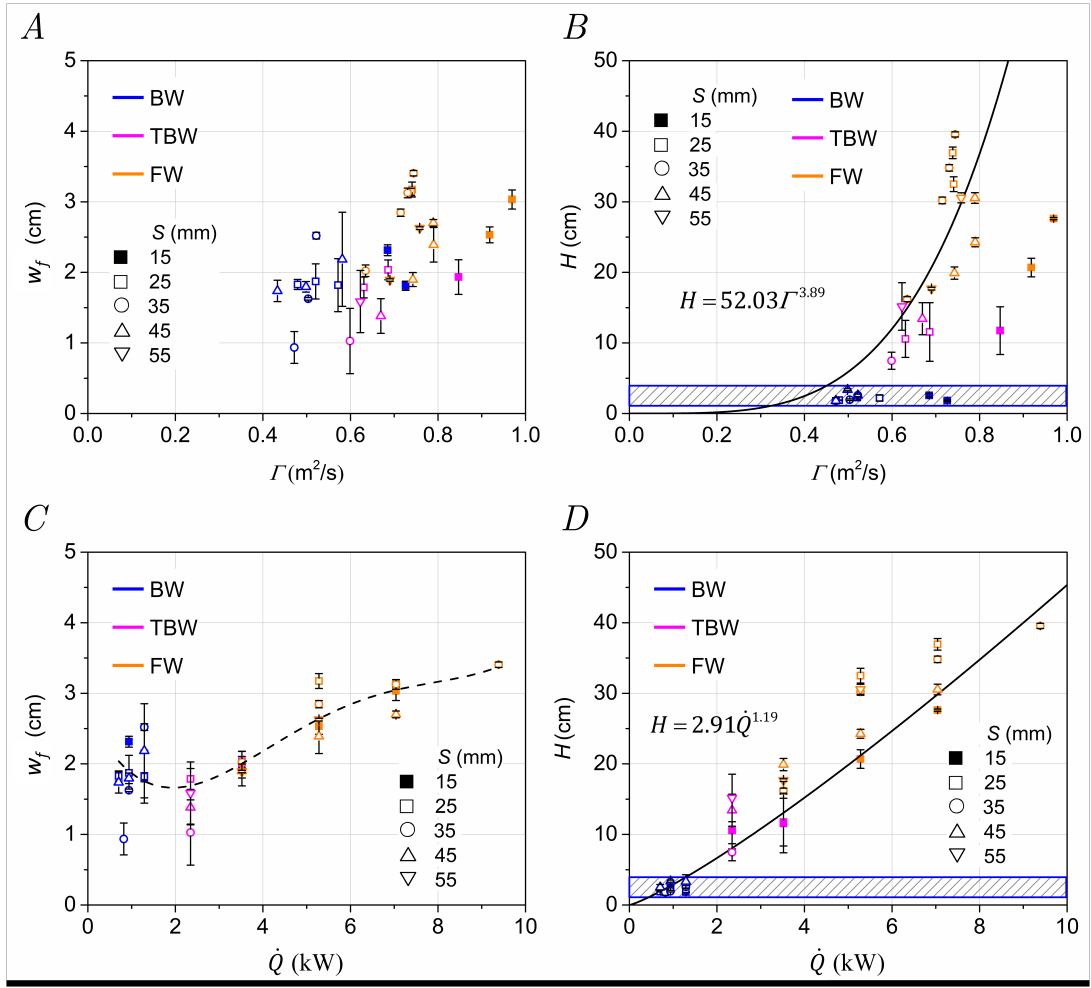 A
5
4
3
2
1
0
w_f (cm)
BW
TBW
FW
S (mm)
15
25
35
45
55
0.0 0.2 0.4 0.6 0.8 1.0
Γ (m²/s)
B
50
40
30
20
10
0
H (cm)
S (mm)
15
25
35
45
55
BW
TBW
FW
H = 52.03Γ^3.89
0.0 0.2 0.4 0.6 0.8 1.0
Γ (m²/s)
C
5
4
3
2
1
0
w_f (cm)
BW
TBW
FW
S (mm)
15
25
35
45
55
0 2 4 6 8 10
Q̇ (kW)
D
50
40
30
20
10
0
H (cm)
BW
TBW
FW
H = 2.91Q̇^1.19
S (mm)
15
25
35
45
55
0 2 4 6 8 10
Q̇ (kW)